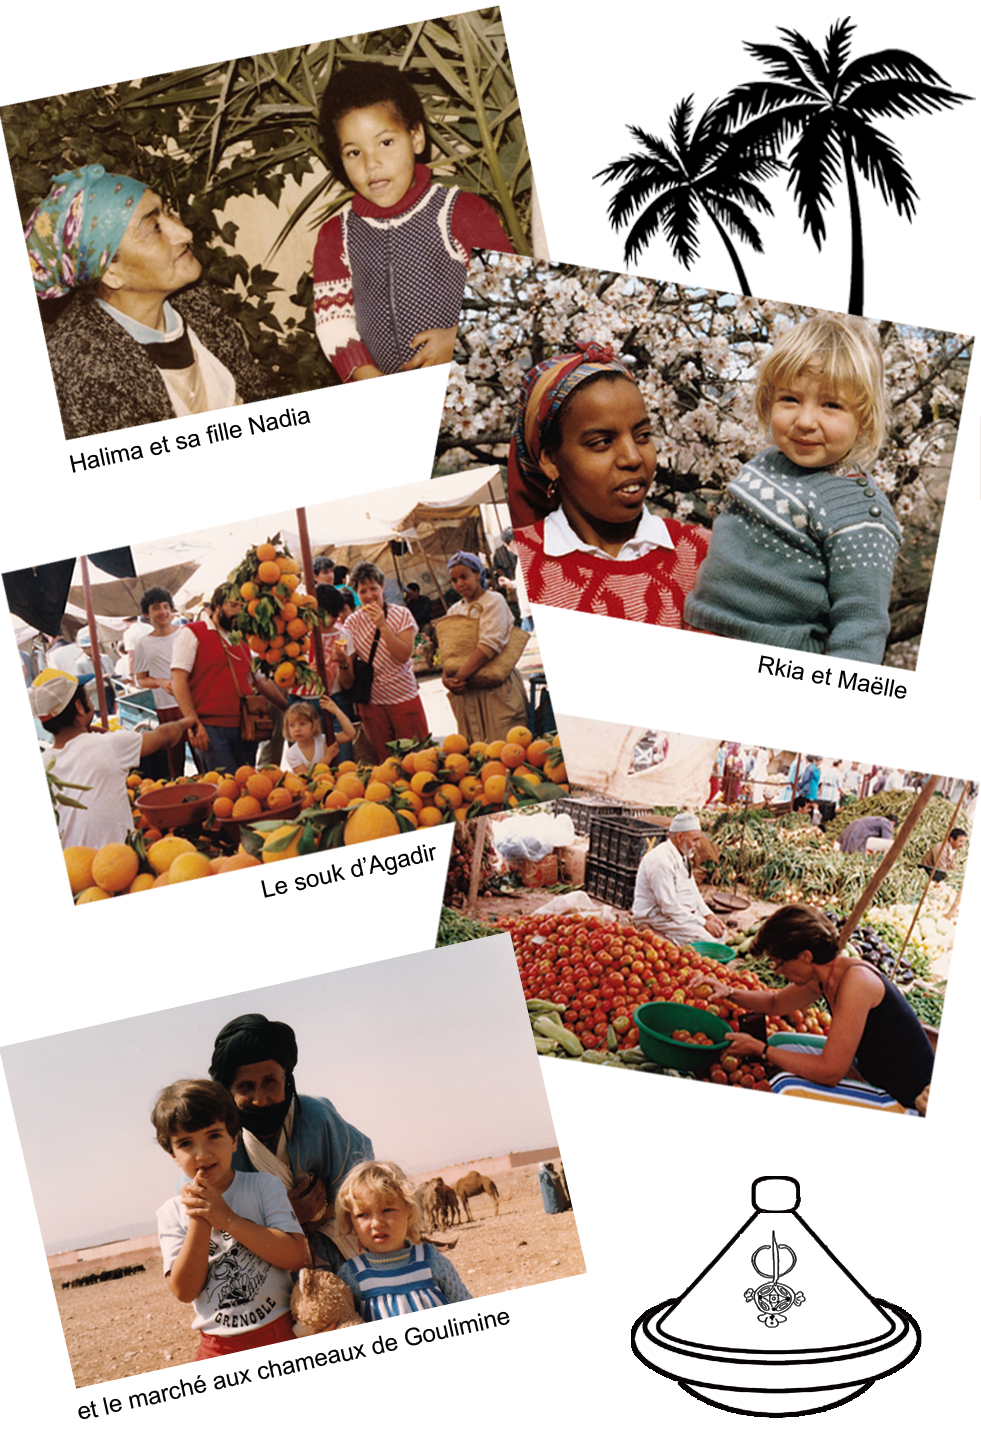 Halima et sa fille Nadia
Rkia et Maëlle
Le souk d'Agadir
GRENOBLE
et le marché aux chameaux de Goulimine